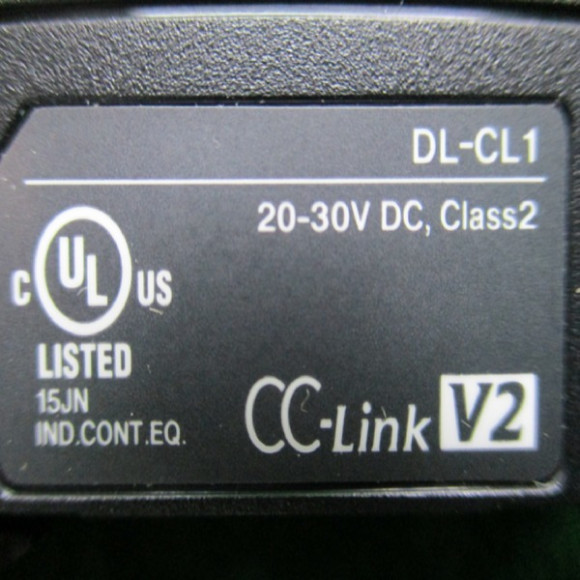 DL-CL1
20-30V DC, Class2
C UL US
LISTED
15JN
IND.CONT.EQ.
CC-Link V2